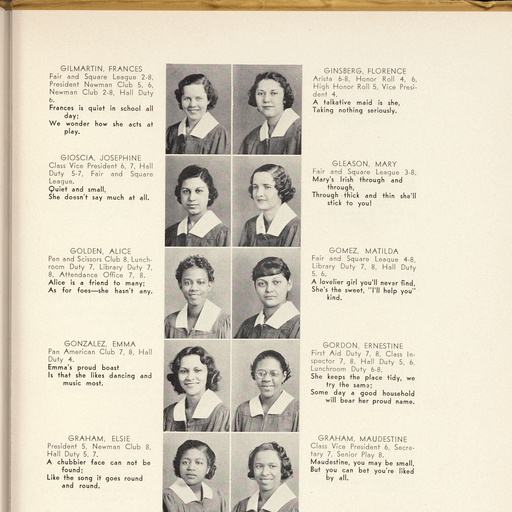 GILMARTIN, FRANCES
Fair and Square League 2-8,
President Newman Club 5, 6,
Newman Club 2-8, Hall Duty
6.
Frances is quiet in school all
day;
We wonder how she acts at
play.
GINSBERG, FLORENCE
Arista 6-8, Honor Roll 4, 6,
High Honor Roll 5, Vice Presi-
dent 4.
A talkative maid is she,
Taking nothing seriously.
GIOSCIA, JOSEPHINE
Class Vice President 6, 7, Hall
Duty 5-7, Fair and Square
League.
Quiet and small,
She doesn't say much at all.
GLEASON, MARY
Fair and Square League 3-8.
Mary's Irish through and
through,
Through thick and thin she'll
stick to you!
GOLDEN, ALICE
Pen and Scissors Club 8, Lunch-
room Duty 7, Library Duty 7,
8, Attendance Office 7, 8.
Alice is a friend to many;
As for foes—she hasn't any.
GOMEZ, MATILDA
Fair and Square League 4-8,
Library Duty 7, 8, Hall Duty
5, 6.
A lovelier girl you'll never find,
She's the sweet, "I'll help you"
kind.
GONZALEZ, EMMA
Pan American Club 7, 8, Hall
Duty 4.
Emma's proud boast
Is that she likes dancing and
music most.
GORDON, ERNESTINE
First Aid Duty 7, 8, Class In-
spector 7, 8, Hall Duty 5, 6,
Lunchroom Duty 6-8.
She keeps the place tidy, we
try the same;
Some day a good household
will bear her proud name.
GRAHAM, ELSIE
President 5, Newman Club 8,
Hall Duty 5, 7.
A chubbier face can not be
found;
Like the song it goes round
and round.
GRAHAM, MAUDESTINE
Class Vice President 6, Secre-
tary 7, Senior Play 8.
Maudestine, you may be small,
But you can bet you're liked
by all.